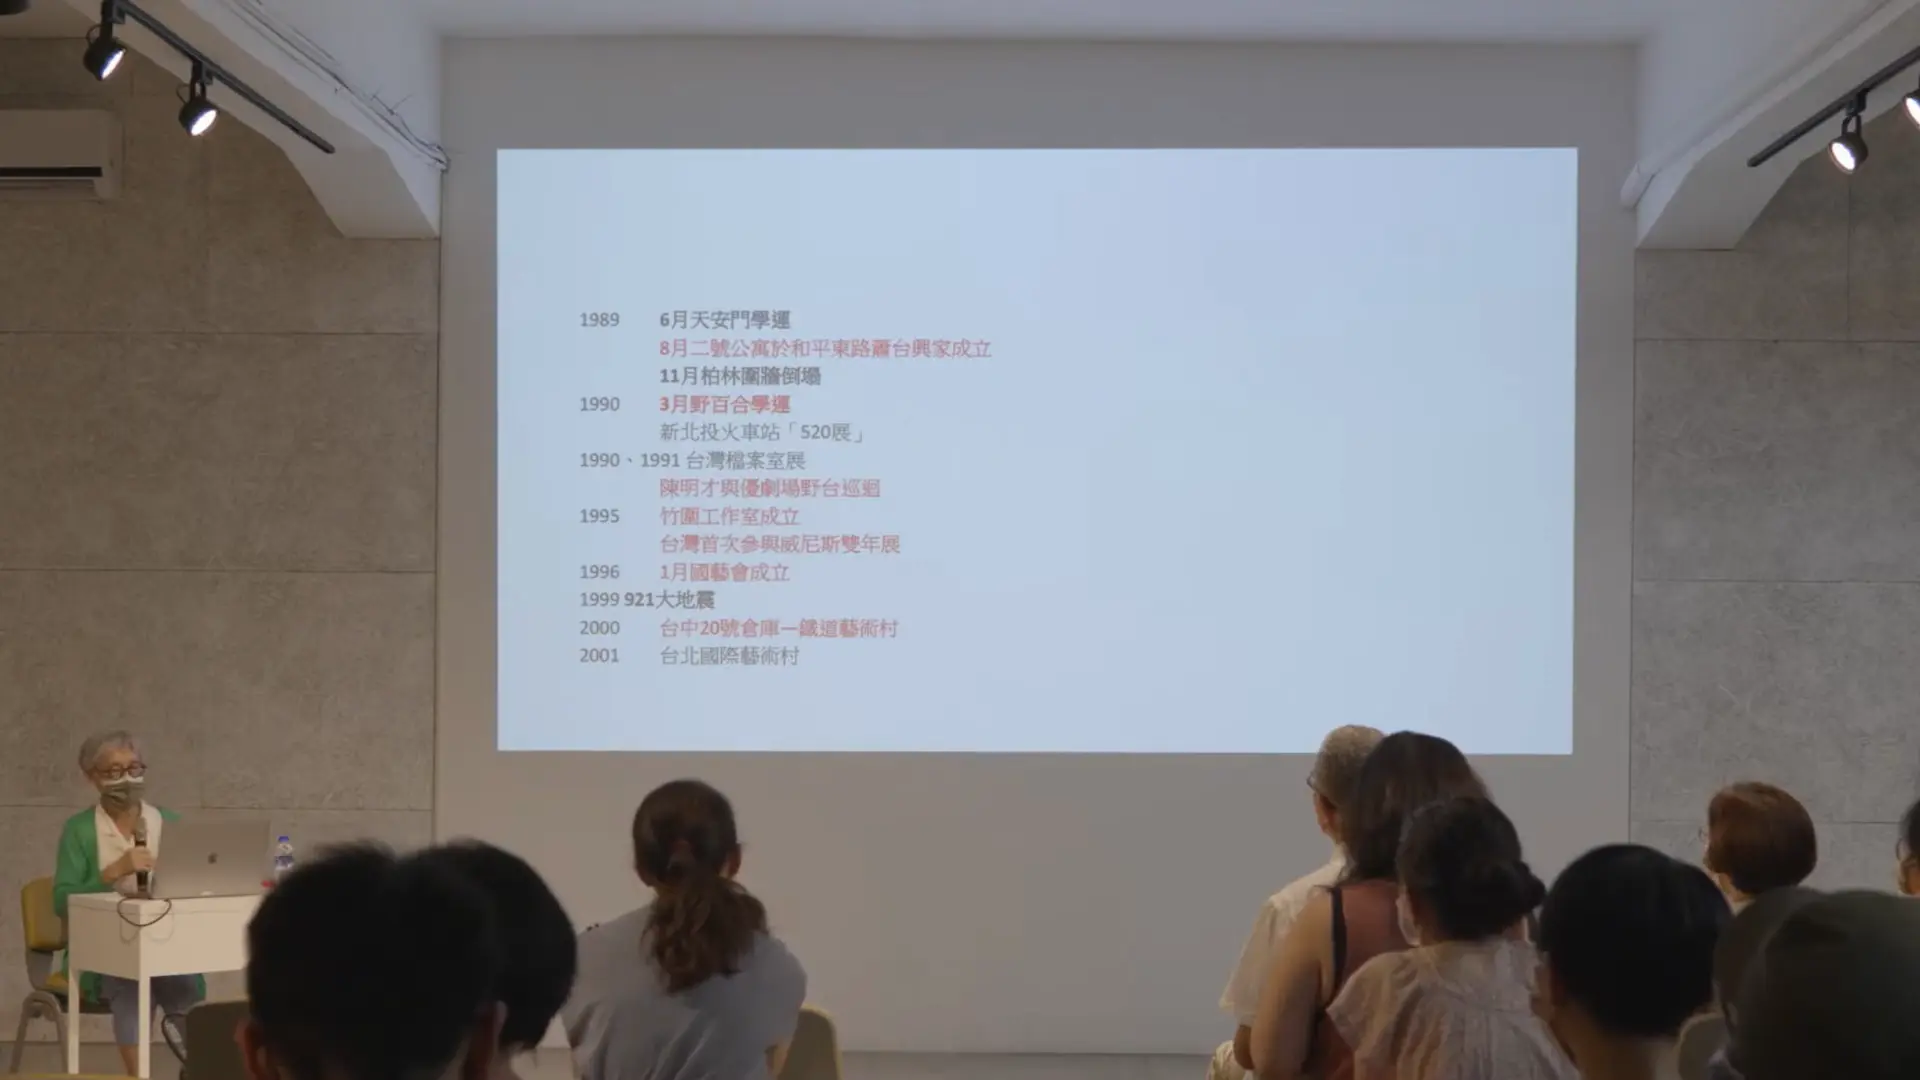 1989 6月天安門學運
8月二號公寓於和平東路蕭台興家成立
11月柏林圍牆倒塌
1990 3月野百合學運
新北投火車站「520展」
1990、1991 台灣檔案室展
陳明才與優劇場野台巡迴
1995 竹圍工作室成立
台灣首次參與威尼斯雙年展
1996 1月國藝會成立
1999 921大地震
2000 台中20號倉庫—鐵道藝術村
2001 台北國際藝術村